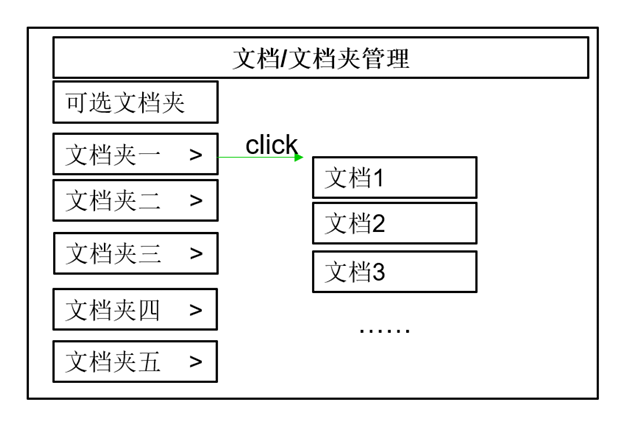 文档/文档夹管理
可选文档夹
文档夹一 >
click
文档1
文档夹二 >
文档2
文档夹三 >
文档3
文档夹四 >
……
文档夹五 >